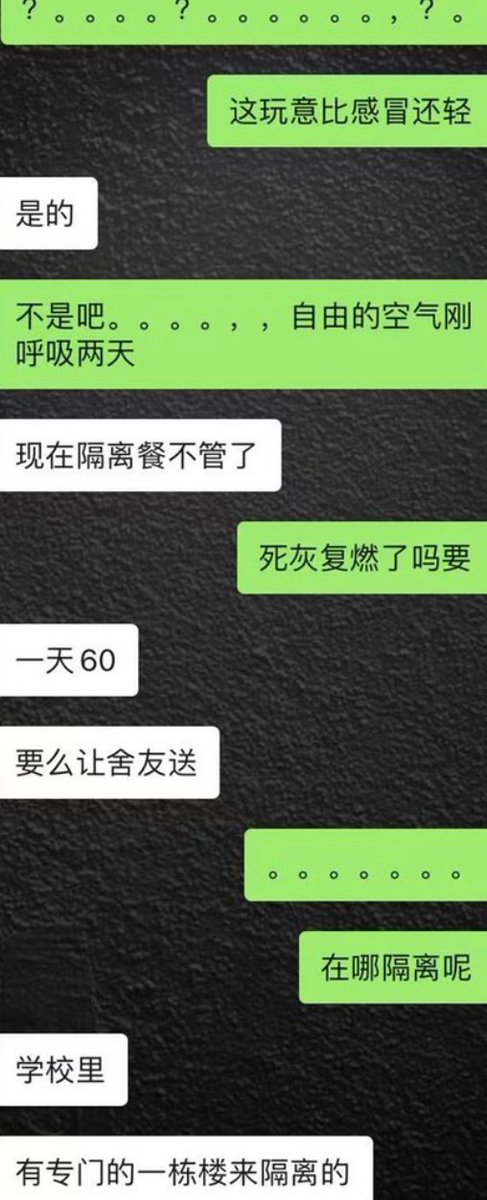 ？。。。。？。。。。。。。，？。
这玩意比感冒还轻
是的
不是吧。。。。，，自由的空气刚
呼吸两天
现在隔离餐不管了
死灰复燃了吗要
一天60
要么让舍友送
。。。。。。。
在哪隔离呢
学校里
有专门的一栋楼来隔离的